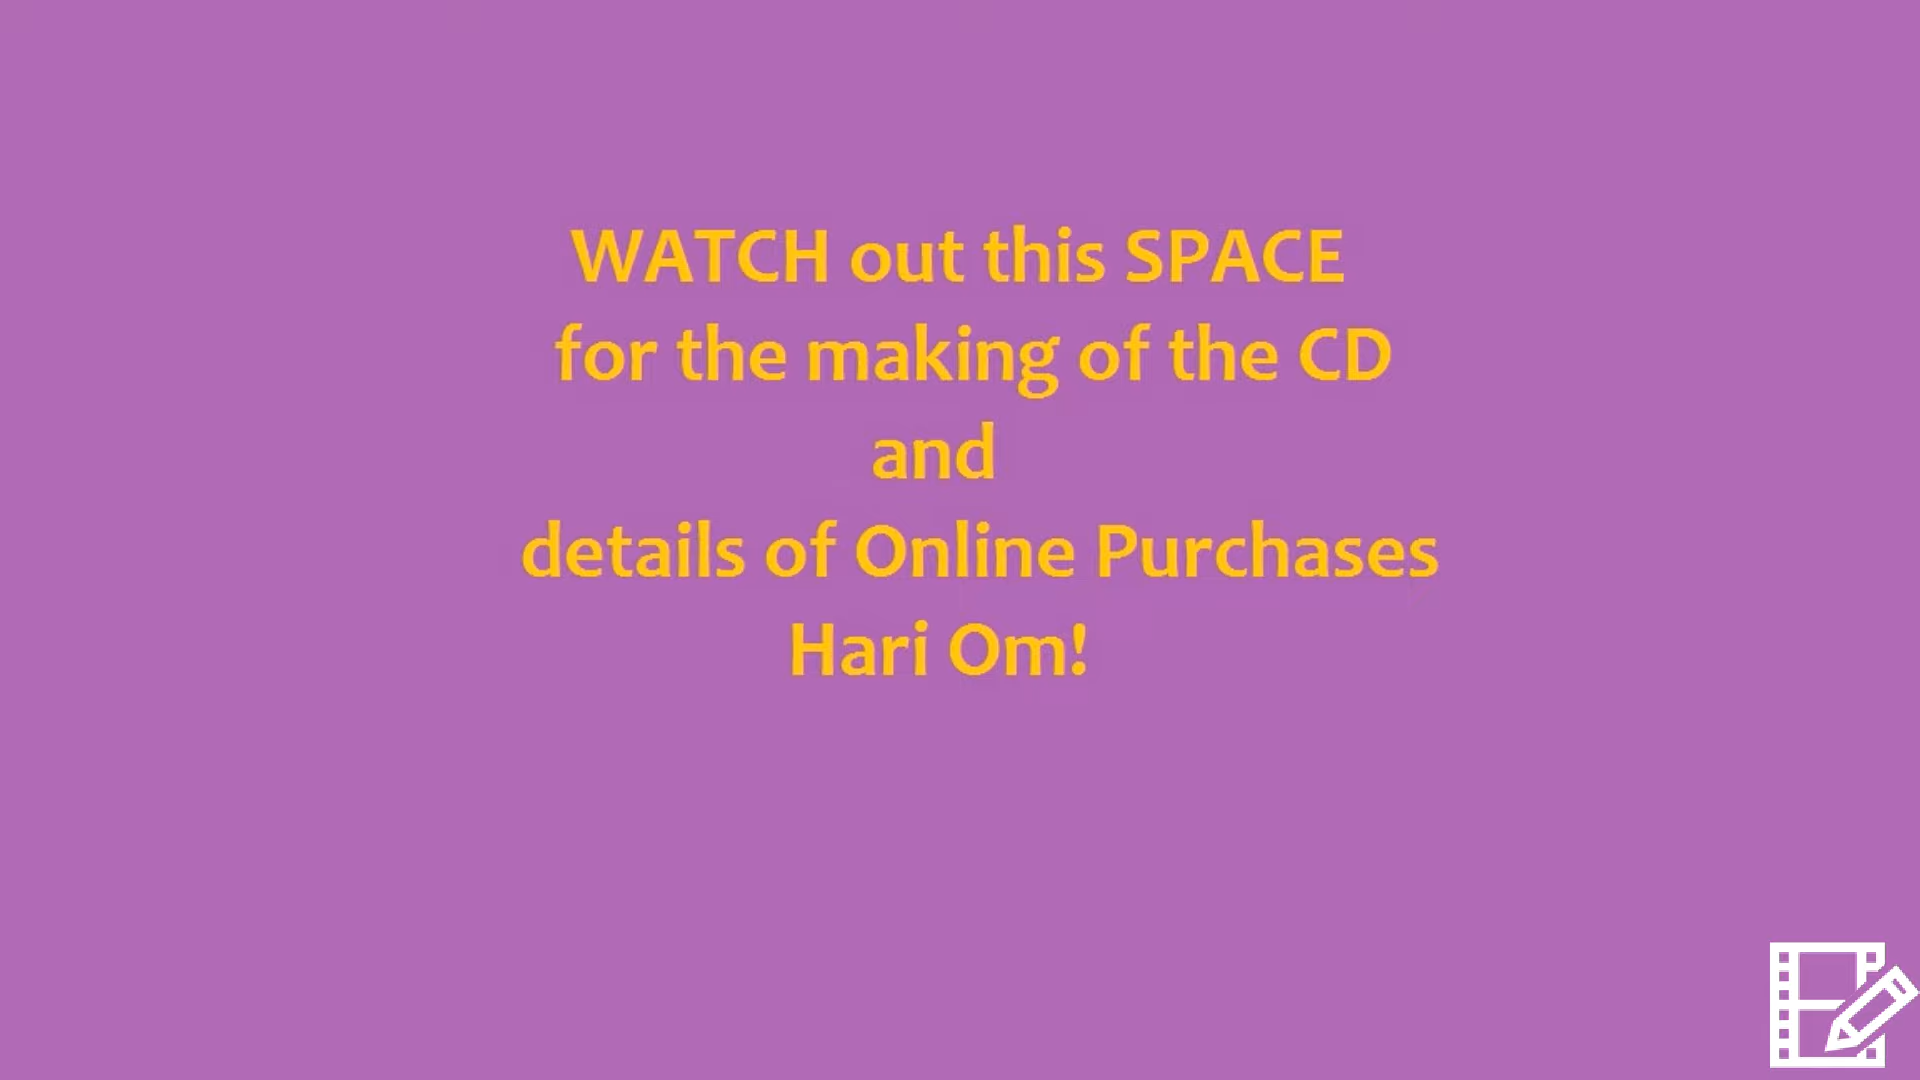 WATCH out this SPACE
for the making of the CD
and
details of Online Purchases
Hari Om!